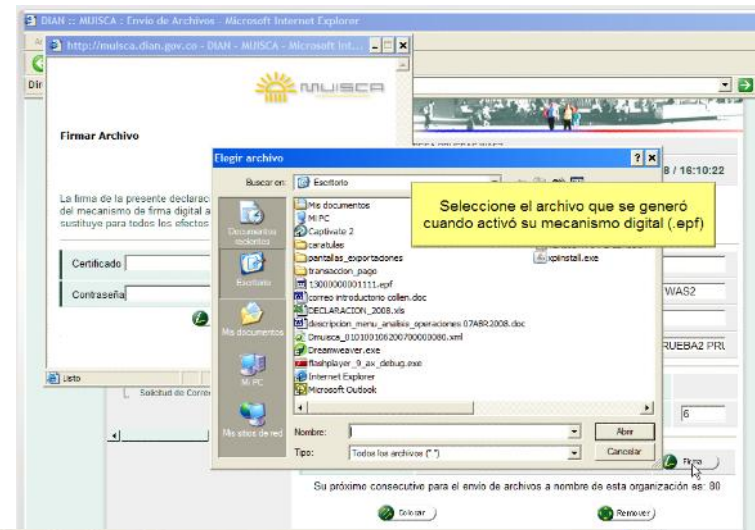 DIAN :: MUISCA : Envío de Archivos - Microsoft Internet Explorer
http://muisca.dian.gov.co - DIAN - MUISCA - Microsoft Int...
MUISCA
Dir
Firmar Archivo
8 / 16:10:22
Elegir archivo
Buscar en:
Escritorio
Seleccione el archivo que se generó
cuando activó su mecanismo digital (.epf)
La firma de la presente declarac
del mecanismo de firma digital a
sustituye para todos los efectos
Certificado
Contraseña
Documentos
recientes
Escritorio
Mis documentos
MI PC
Mis sitios de red
Mis documentos
MI PC
Captivate 2
caratulas
pantallas_exportaciones
transaccion_pago
13000000001111.epf
correo introductorio collen.doc
DECLARACION_2008.xls
descripcion_menu_analisis_operaciones 07ABR2008.doc
Dreamweaver.exe
flashplayer_9_ax_debug.exe
Internet Explorer
Microsoft Outlook
xpinstall.exe
WAS2
RUEBA2 PRU
6
Listo
Solicitud de Corre
Nombre:
Abrir
Tipo:
Todos los archivos (*.*)
Cancelar
Firma
Su próximo consecutivo para el envío de archivos a nombre de esta organización es: 80
Colocar
Remover